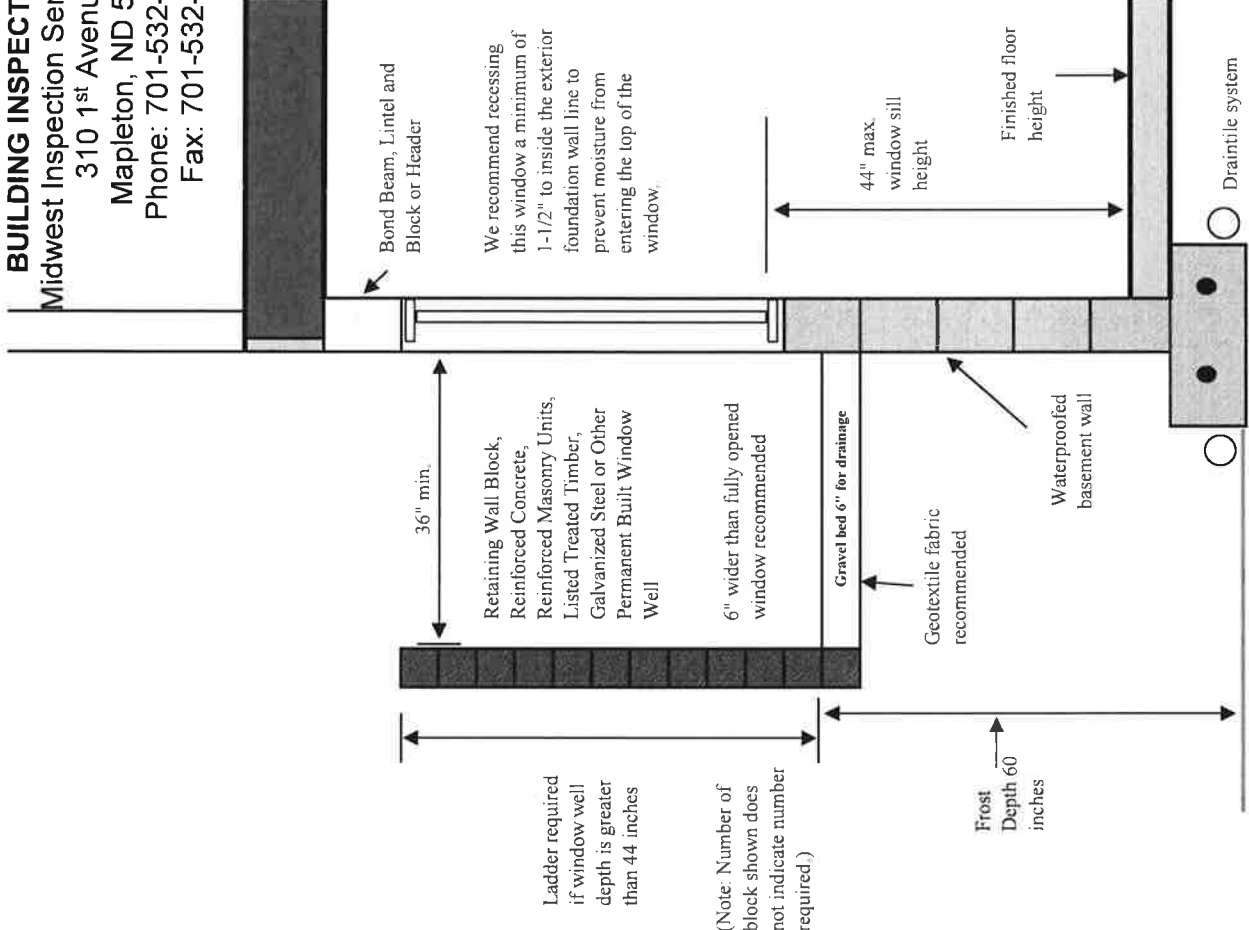 BUILDING INSPECT
Midwest Inspection Ser
310 1st Avenu
Mapleton, ND 5
Phone: 701-532-
Fax: 701-532-
Bond Beam, Lintel and
Block or Header
We recommend recessing
this window a minimum of
1-1/2" to inside the exterior
foundation wall line to
prevent moisture from
entering the top of the
window.
44" max.
window sill
height
Finished floor
height
Draintile system
36" min.
Retaining Wall Block,
Reinforced Concrete,
Reinforced Masonry Units,
Listed Treated Timber,
Galvanized Steel or Other
Permanent Built Window
Well
6" wider than fully opened
window recommended
Gravel bed 6" for drainage
Geotextile fabric
recommended
Waterproofed
basement wall
Ladder required
if window well
depth is greater
than 44 inches
(Note: Number of
block shown does
not indicate number
required.)
Frost
Depth 60
inches